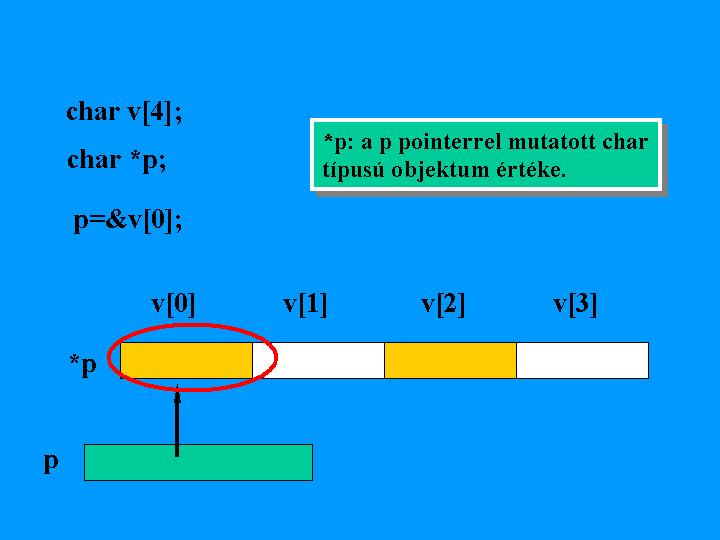 char v[4];
char *p;
*p: a p pointerrel mutatott char
típusú objektum értéke.
p=&v[0];
v[0] v[1] v[2] v[3]
*p
p